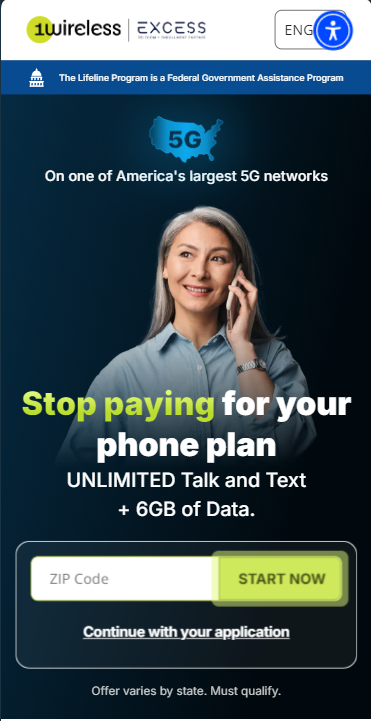 1wireless | EXCESS
ENG
The Lifeline Program is a Federal Government Assistance Program
5G
On one of America's largest 5G networks
Stop paying for your
phone plan
UNLIMITED Talk and Text
+ 6GB of Data.
ZIP Code START NOW
Continue with your application
Offer varies by state. Must qualify.